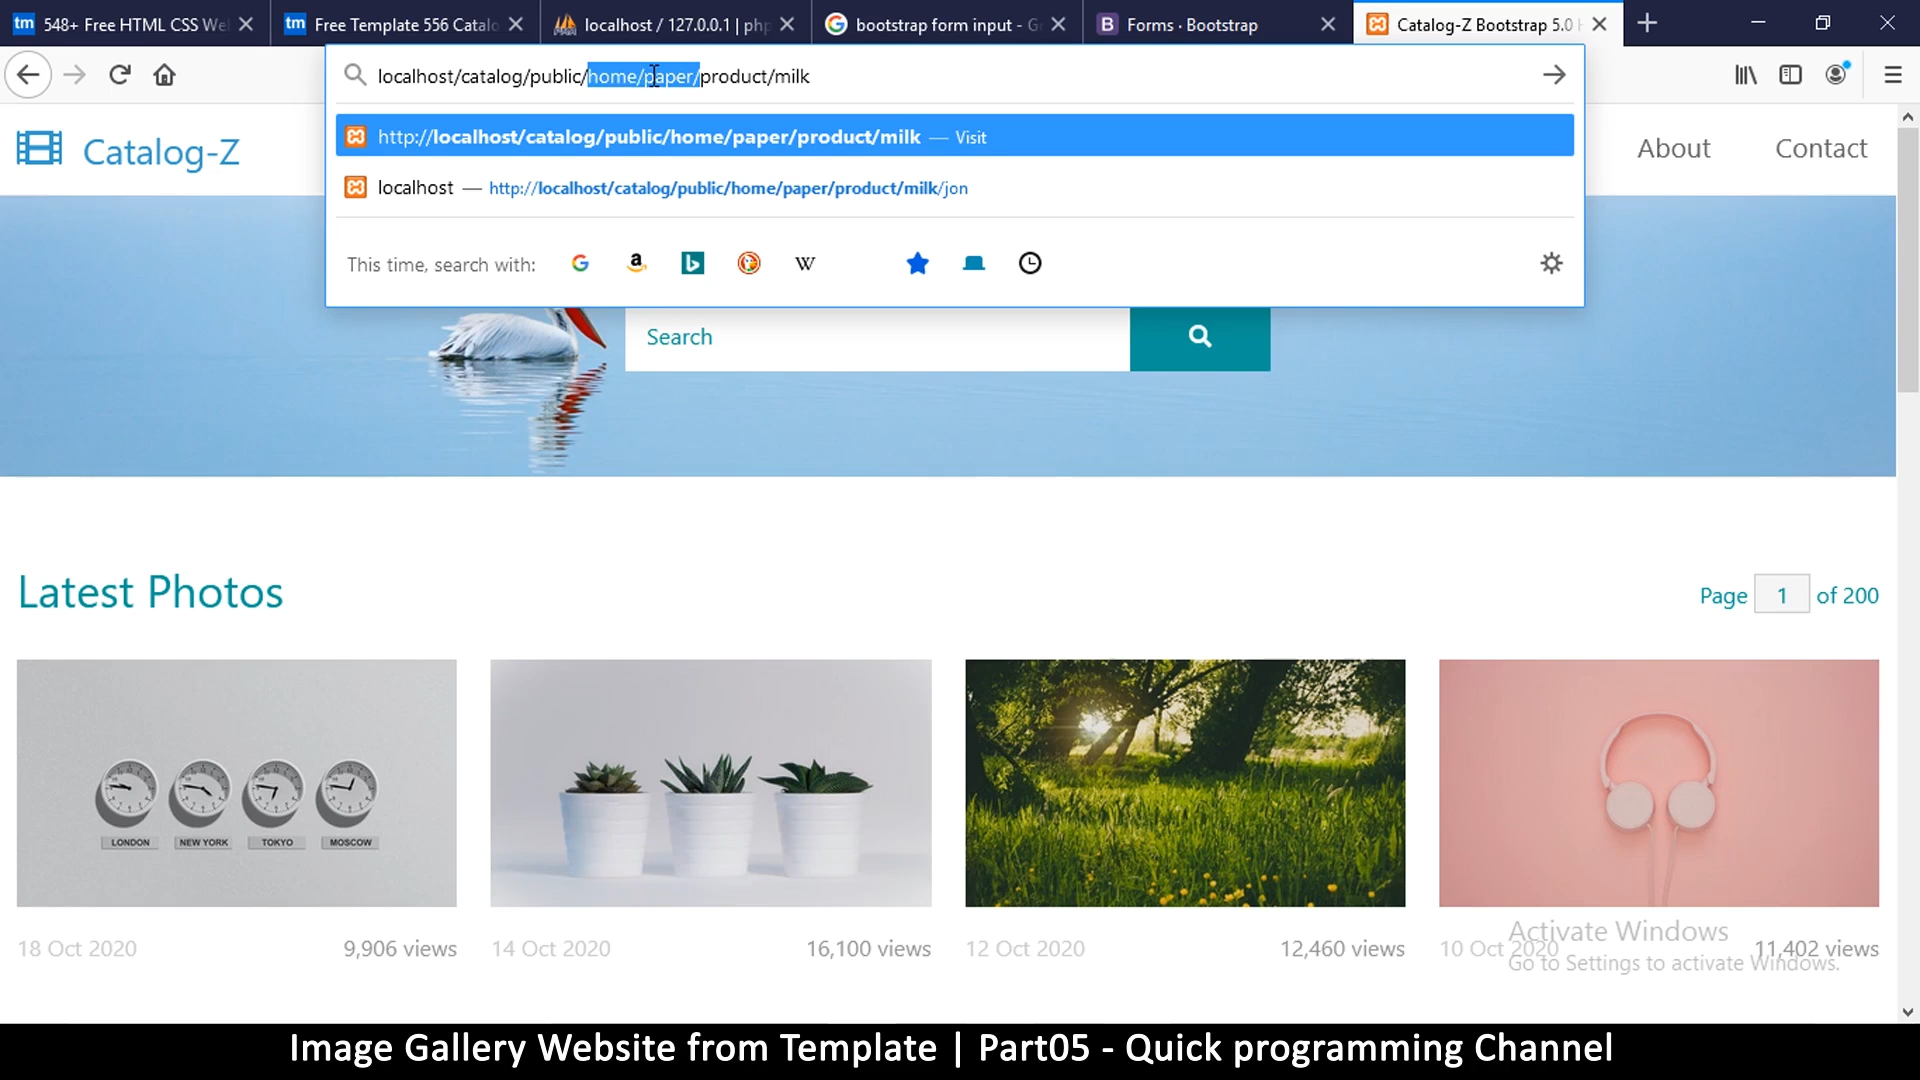 tm 548+ Free HTML CSS We
tm Free Template 556 Catalo
localhost / 127.0.0.1 | php
bootstrap form input - G
B Forms · Bootstrap
Catalog-Z Bootstrap 5.0
localhost/catalog/public/home/paper/product/milk
http://localhost/catalog/public/home/paper/product/milk — Visit
localhost — http://localhost/catalog/public/home/paper/product/milk/jon
This time, search with:
Catalog-Z
About
Contact
Search
Latest Photos
Page 1 of 200
LONDON
NEW YORK
TOKYO
MOSCOW
18 Oct 2020
9,906 views
14 Oct 2020
16,100 views
12 Oct 2020
12,460 views
10 Oct 2020
11,402 views
Activate Windows
Go to Settings to activate Windows.
Image Gallery Website from Template | Part05 - Quick programming Channel